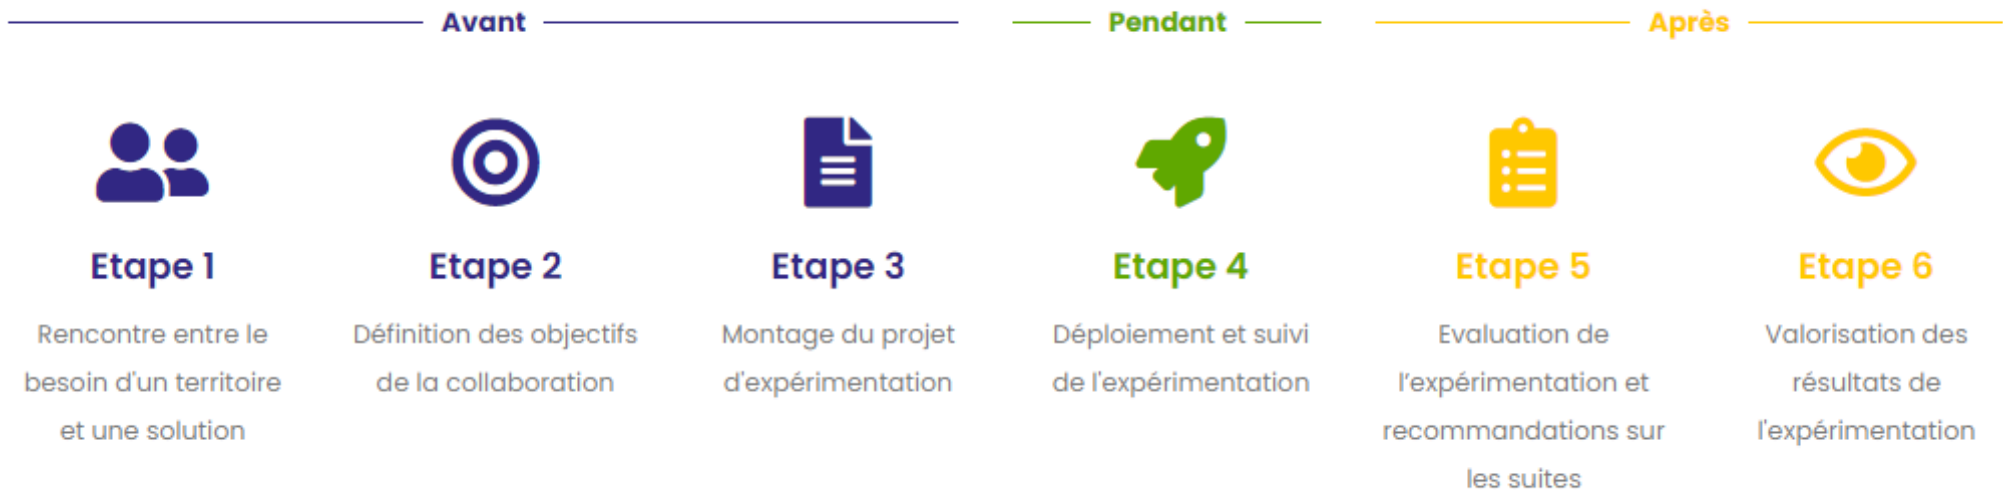 Avant
Pendant
Après
Etape 1
Rencontre entre le
besoin d'un territoire
et une solution
Etape 2
Définition des objectifs
de la collaboration
Etape 3
Montage du projet
d'expérimentation
Etape 4
Déploiement et suivi
de l'expérimentation
Etape 5
Evaluation de
l’expérimentation et
recommandations sur
les suites
Etape 6
Valorisation des
résultats de
l'expérimentation